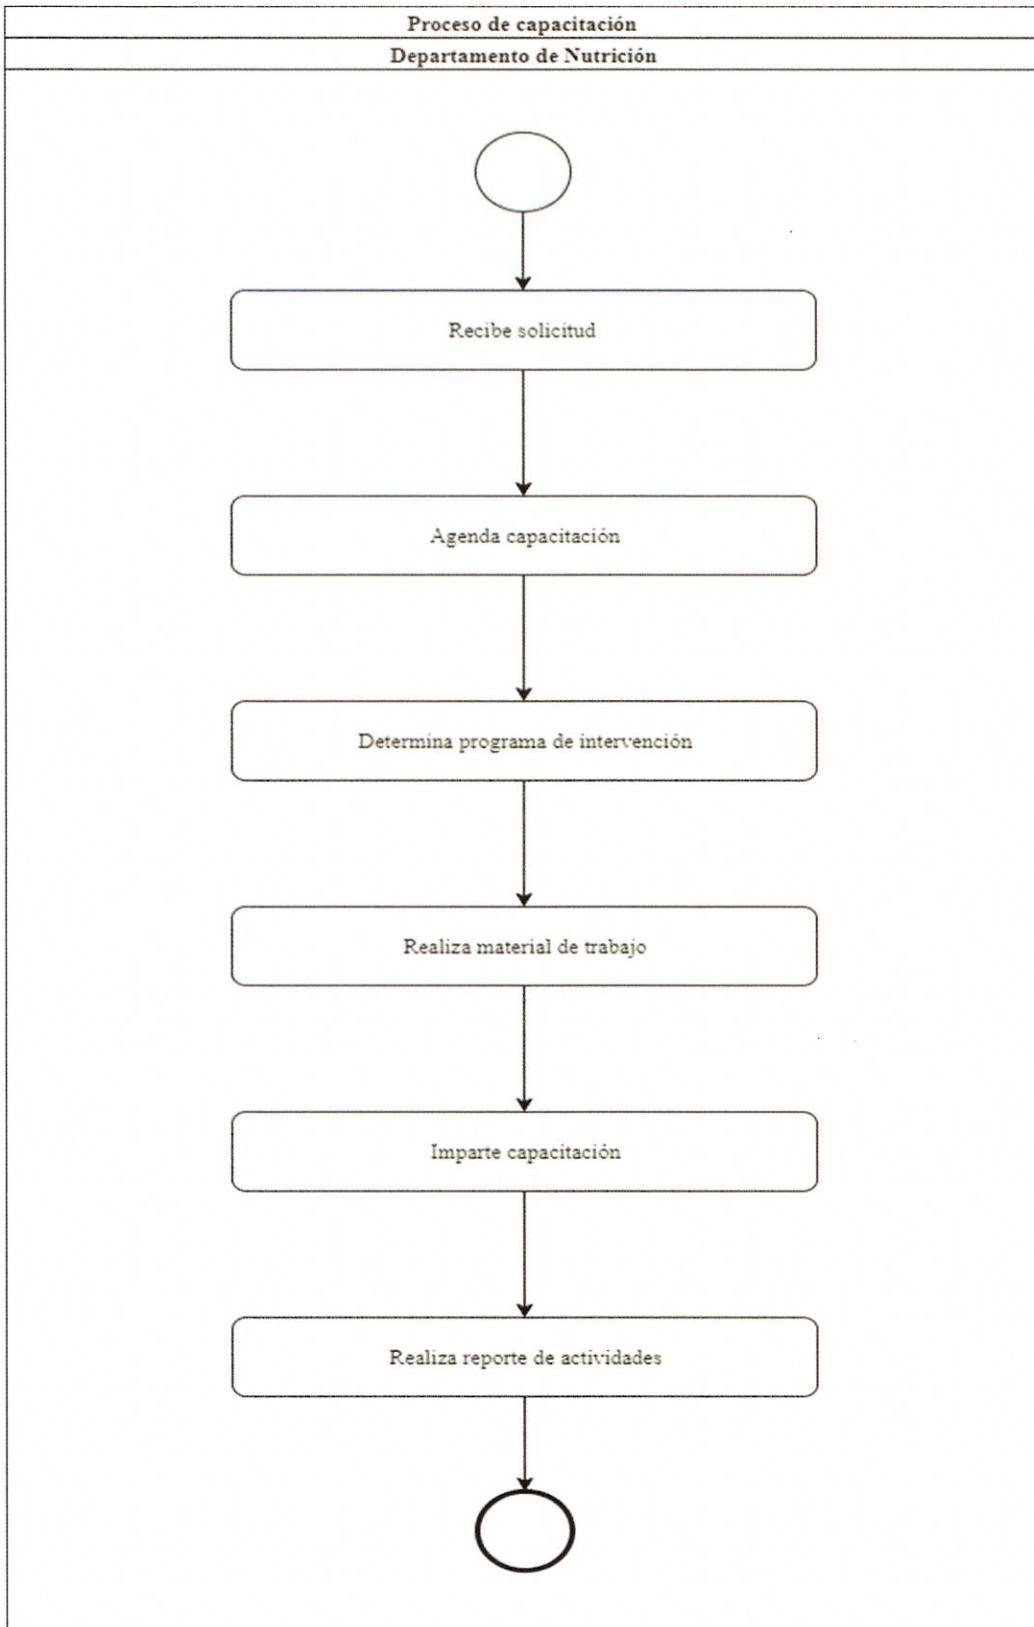 Proceso de capacitación
Departamento de Nutrición
Recibe solicitud
Agenda capacitación
Determina programa de intervención
Realiza material de trabajo
Imparte capacitación
Realiza reporte de actividades